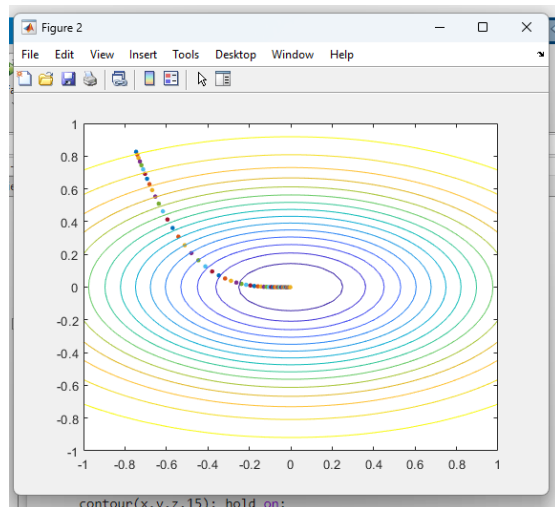 Figure 2
File Edit View Insert Tools Desktop Window Help
1
0.8
0.6
0.4
0.2
0
-0.2
-0.4
-0.6
-0.8
-1
-1 -0.8 -0.6 -0.4 -0.2 0 0.2 0.4 0.6 0.8 1
contour(x,y,z,15); hold on;